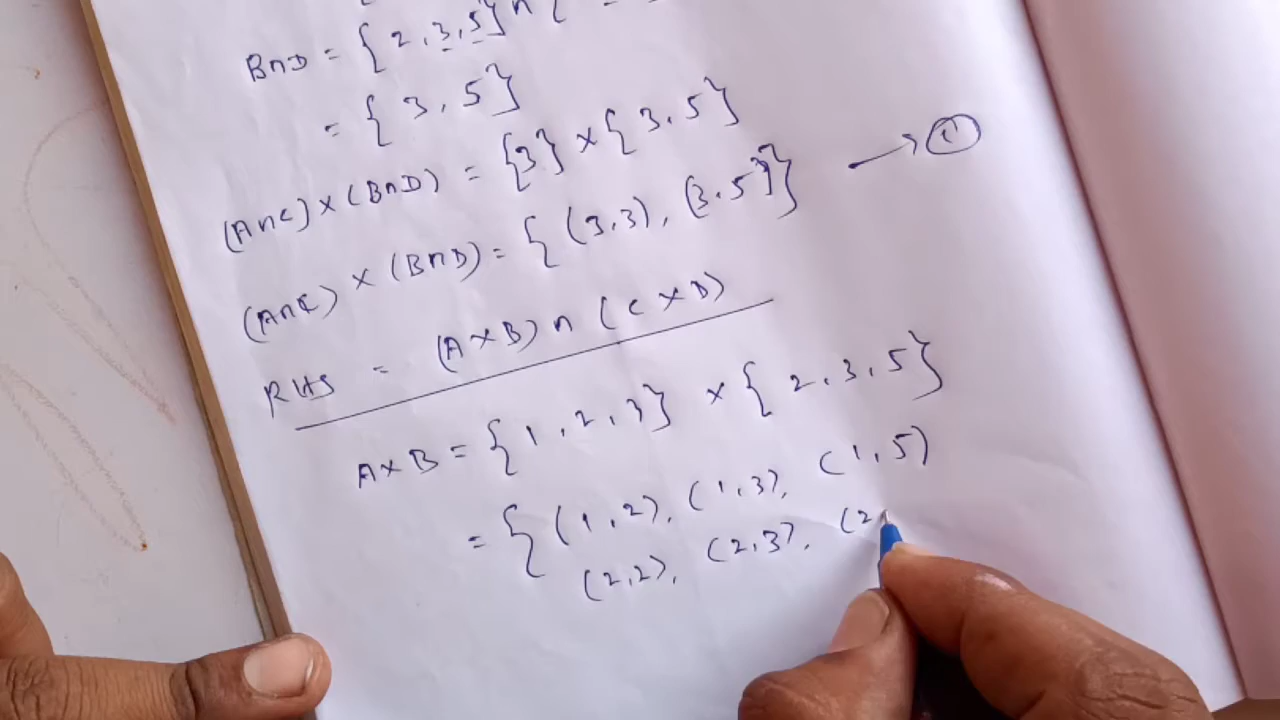 B∩D = { 2, 3, 5 } ∩ {
= { 3, 5 }
(A∩C) × (B∩D) = {3} × { 3, 5 }
(A∩C) × (B∩D) = { (3,3), (3,5) } → ①
RHS = (A×B) ∩ (C×D)
A×B = { 1, 2, 3 } × { 2, 3, 5 }
= { (1,2), (1,3), (1,5)
(2,2), (2,3), (2,